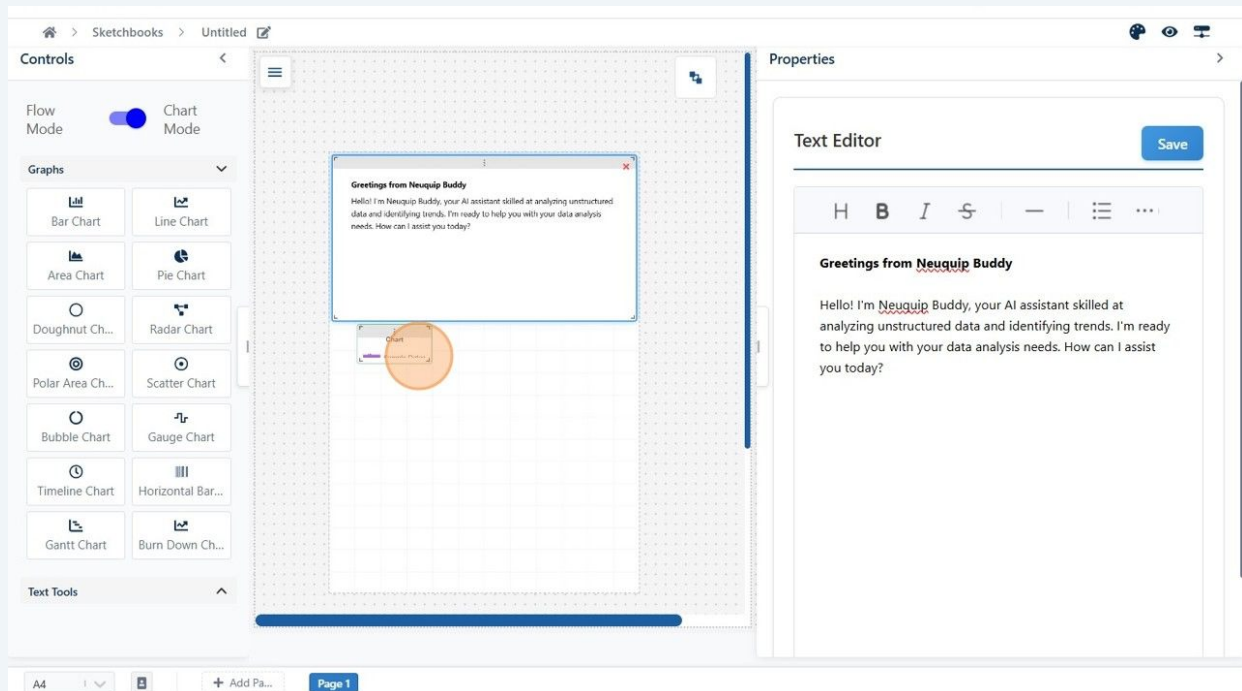 Sketchbooks > Untitled
Controls
Flow Mode
Chart Mode
Graphs
Bar Chart
Line Chart
Area Chart
Pie Chart
Doughnut Ch...
Radar Chart
Polar Area Ch...
Scatter Chart
Bubble Chart
Gauge Chart
Timeline Chart
Horizontal Bar...
Gantt Chart
Burn Down Ch...
Text Tools
Greetings from Neuquip Buddy
Hello! I'm Neuquip Buddy, your AI assistant skilled at analyzing unstructured
data and identifying trends. I'm ready to help you with your data analysis
needs. How can I assist you today?
Chart
Properties
Text Editor
Save
H B I S
Greetings from Neuquip Buddy
Hello! I'm Neuquip Buddy, your AI assistant skilled at
analyzing unstructured data and identifying trends. I'm ready
to help you with your data analysis needs. How can I assist
you today?
A4
+ Add Pa...
Page 1